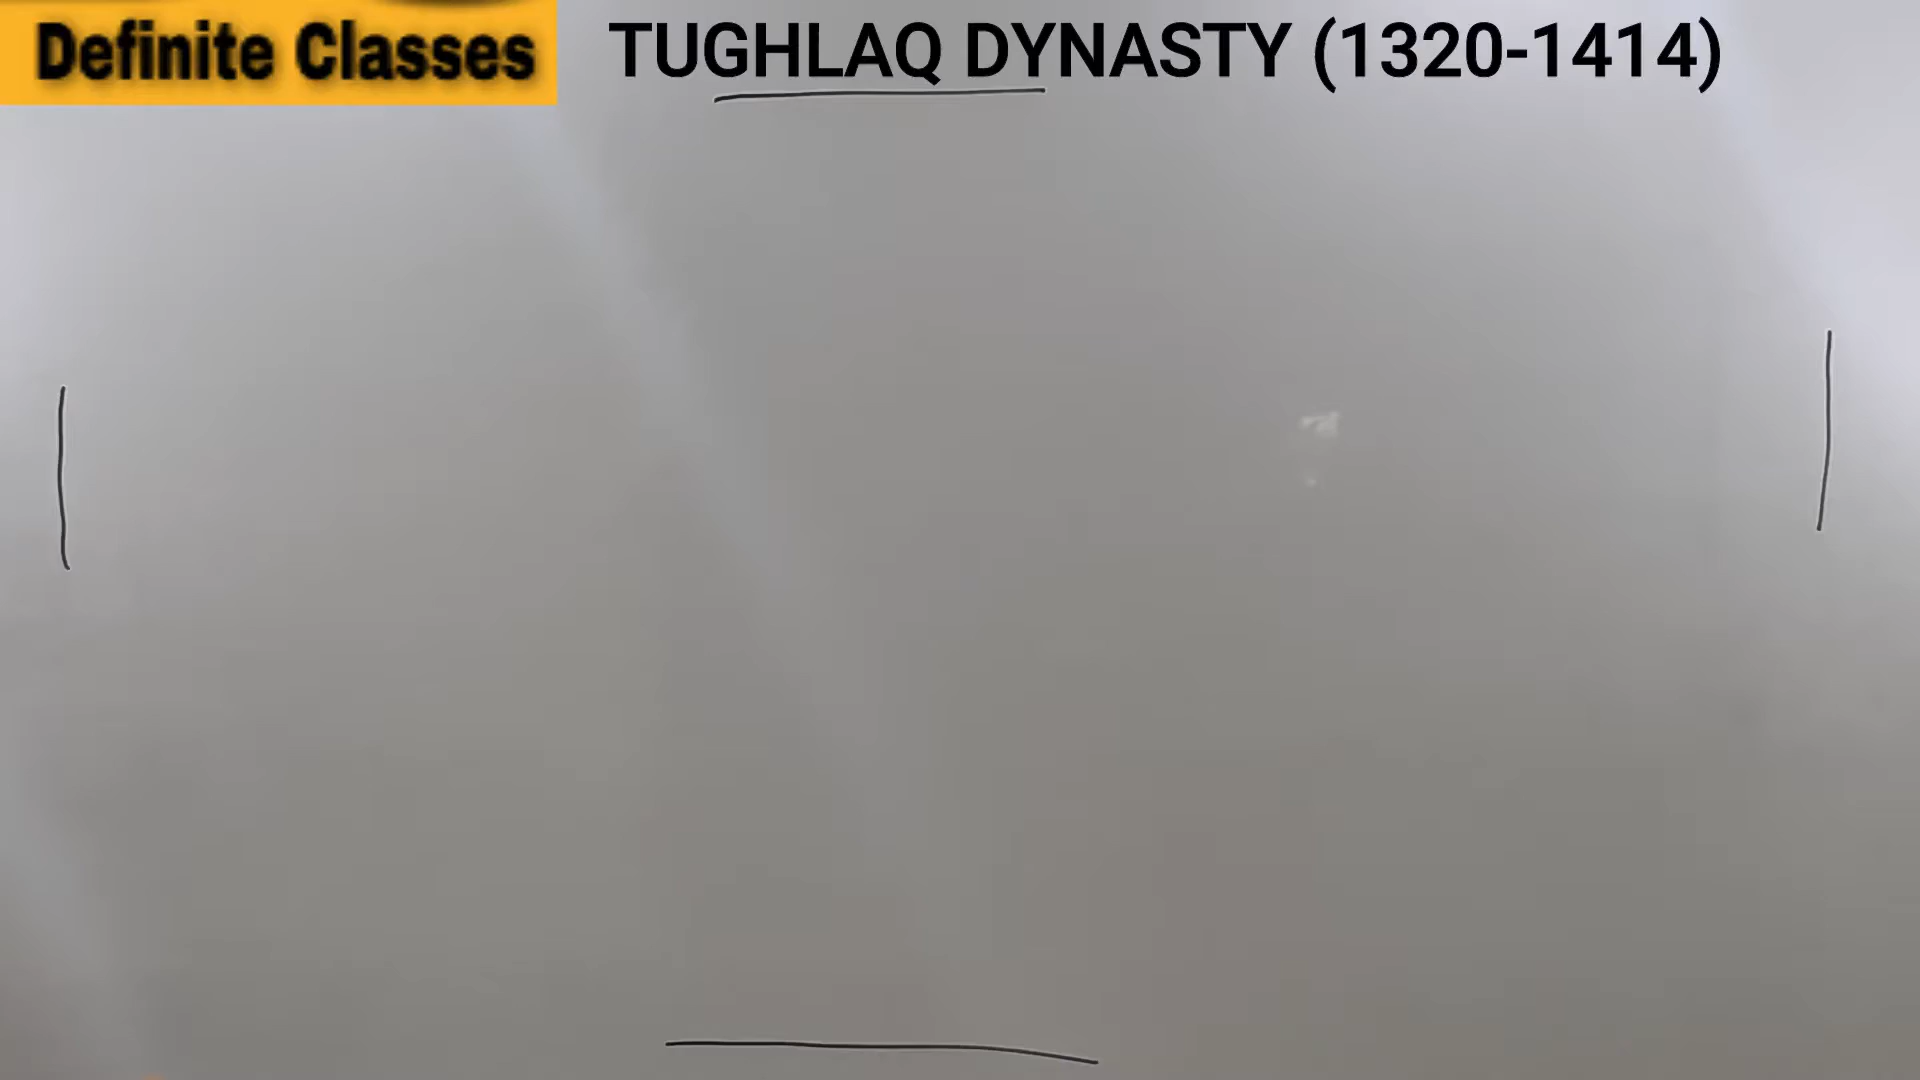 Definite Classes
TUGHLAQ DYNASTY (1320-1414)